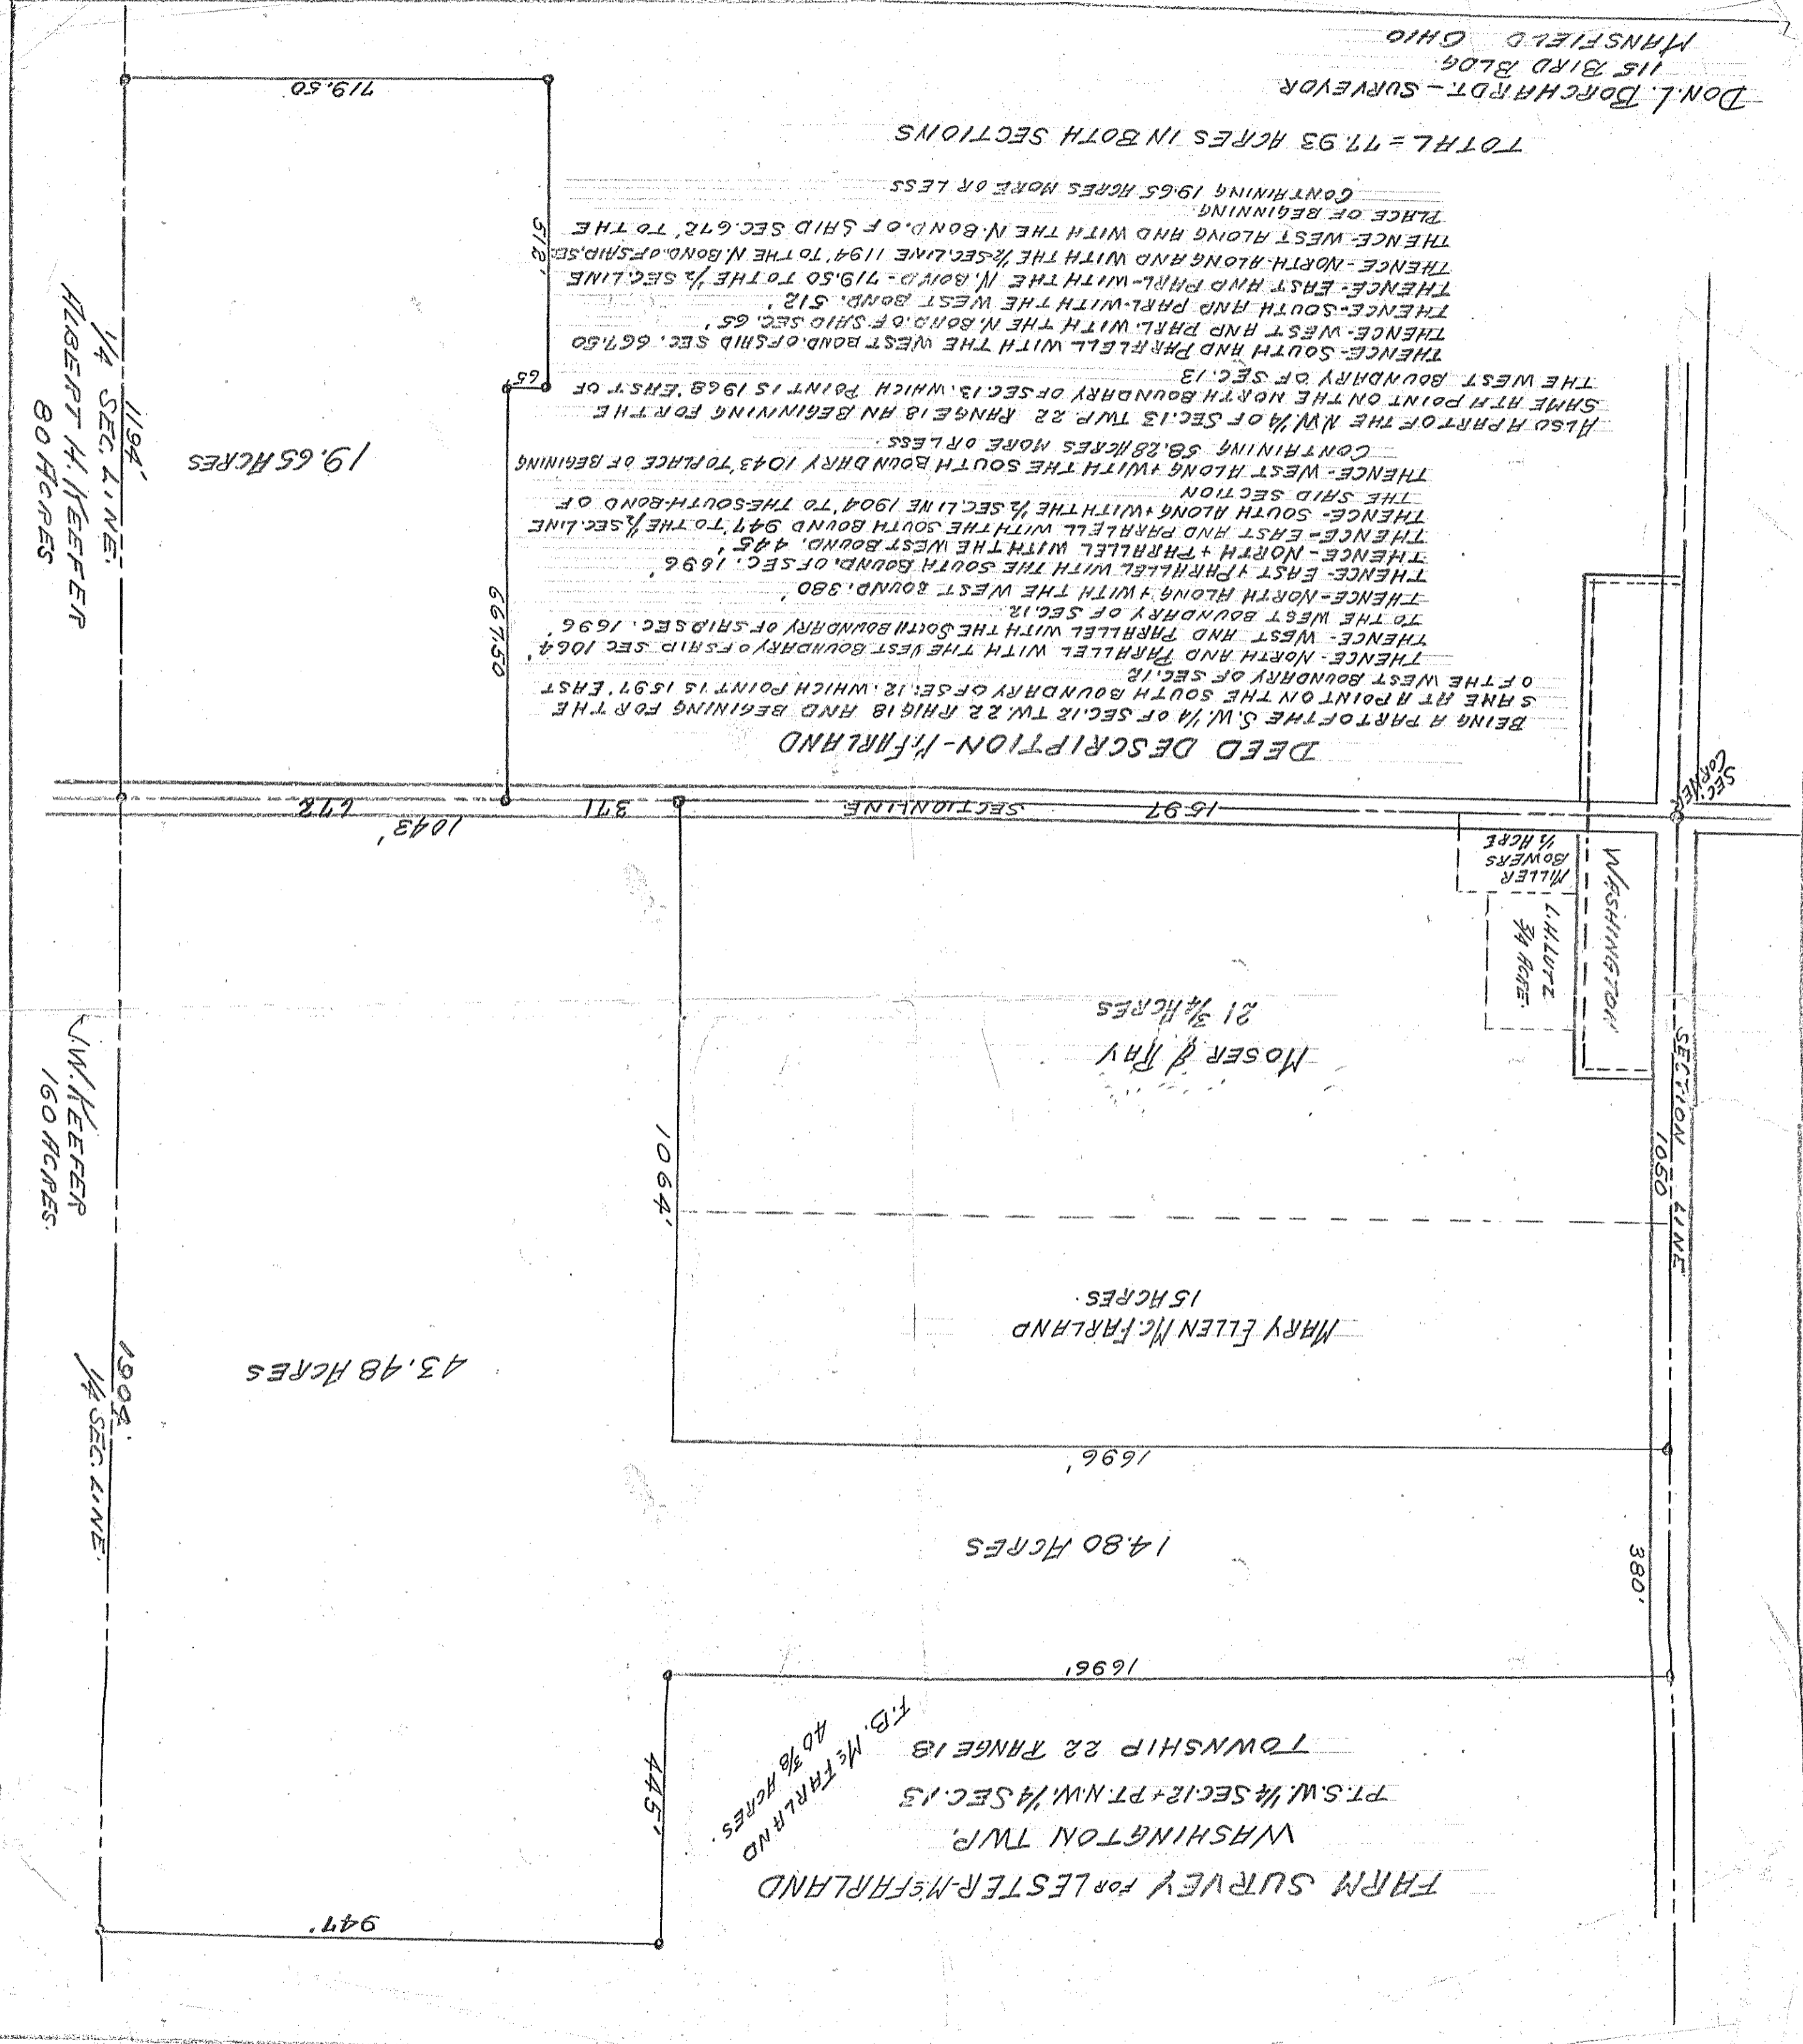 FARM SURVEY FOR LESTER-McFARLAND
WASHINGTON TWP.
PT. S.W. 1/4 SEC. 12 + PT. N.W. 1/4 SEC. 13
TOWNSHIP 22 RANGE 18
947'
445'
F.B. McFARLAND
40 3/8 ACRES.
1696'
380'
14.80 ACRES
1696'
1904'
1/4 SEC. LINE.
43.48 ACRES
MARY ELLEN McFARLAND
15 ACRES.
1064'
SECTION LINE
1050
J.W. KEEFER
160 ACRES.
MOSER & RAY
21 3/4 ACRES
WASHINGTON
L.H. LUTZ
3/4 ACRE.
MILLER
BOWERS
1/2 ACRE
SEC. CORNER
1597
SECTION LINE
371
1043'
672
DEED DESCRIPTION-McFARLAND
BEING A PART OF THE S.W. 1/4 OF SEC. 12 TW. 22 RNG 18 AND BEGINING FOR THE
SAME AT A POINT ON THE SOUTH BOUNDARY OF SEC. 12. WHICH POINT IS 1597' EAST
OF THE WEST BOUNDARY OF SEC. 12
THENCE- NORTH AND PARALLEL WITH THE VEST BOUNDARY OF SAID SEC 1064'
THENCE- WEST AND PARALLEL WITH THE SOUTH BOUNDARY OF SAID SEC. 1696'
TO THE WEST BOUNDARY OF SEC. 12.
THENCE-NORTH ALONG + WITH THE WEST BOUND. 380'
THENCE- EAST + PARALLEL WITH THE SOUTH BOUND. OF SEC. 1696'
THENCE- NORTH + PARALLEL WITH THE WEST BOUND. 445'
THENCE- EAST AND PARALELL WITH THE SOUTH BOUND 947' TO THE 1/2 SEC. LINE
THENCE- SOUTH ALONG + WITH THE 1/2 SEC. LINE 1904' TO THE-SOUTH-BOND OF
THE SAID SECTION
THENCE- WEST ALONG + WITH THE SOUTH BOUNDARY 1043' TO PLACE OF BEGINING
CONTAINING 58.28 ACRES MORE OR LESS.
ALSO A PART OF THE N.W. 1/4 OF SEC. 13 TWP. 22 RANGE 18 AN BEGINNING FOR THE
SAME AT A POINT ON THE NORTH BOUNDARY OF SEC. 13. WHICH POINT IS 1968' EAST OF
THE WEST BOUNDARY OF SEC. 13
THENCE- SOUTH AND PARELELL WITH THE WEST BOND. OF SAID SEC. 667.50
THENCE- WEST AND PARL. WITH THE N. BOND. OF SAID SEC. 65'
THENCE-SOUTH AND PARL-WITH THE WEST BOND. 512'
THENCE- EAST AND PARL-WITH THE N. BOND- 719.50 TO THE 1/2 SEC. LINE
THENCE-NORTH-ALONG AND WITH THE 1/2 SEC. LINE 1194' TO THE N. BOND. OF SAID. SEC
THENCE- WEST ALONG AND WITH THE N. BOND. OF SAID SEC. 672' TO THE
PLACE OF BEGINNING.
CONTAINING 19.65 ACRES MORE OR LESS
TOTAL = 77.93 ACRES IN BOTH SECTIONS
DON. L. BORCHARDT. - SURVEYOR
115 BIRD BLDG.
MANSFIELD OHIO
667.50
65'
512'
19.65 ACRES
1194'
1/4 SEC. LINE.
ALBERT H. KEEFER
80 ACRES
719.50